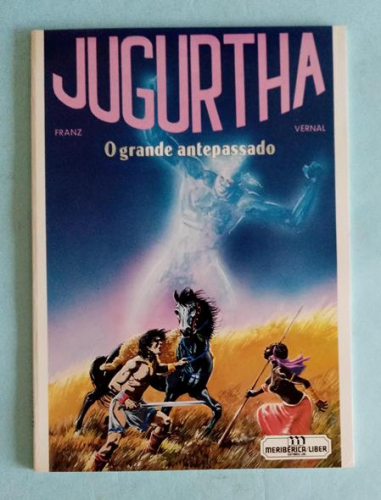 JUGURTHA
FRANZ
VERNAL
O grande antepassado
MERIBÉRICA/LIBER